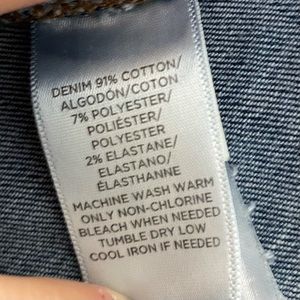 DENIM 91% COTTON/
ALGODÓN/COTON
7% POLYESTER/
POLIÉSTER/
POLYESTER
2% ELASTANE/
ELASTANO/
ÉLASTHANNE
MACHINE WASH WARM
ONLY NON-CHLORINE
BLEACH WHEN NEEDED
TUMBLE DRY LOW
COOL IRON IF NEEDED